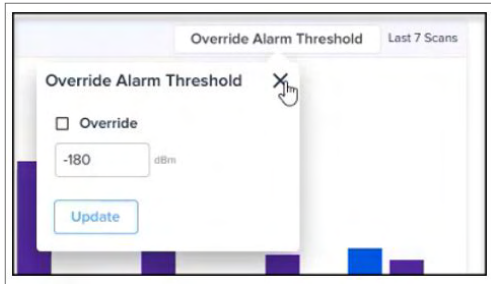 Override Alarm Threshold Last 7 Scans
Override Alarm Threshold
Override
-180 dBm
Update